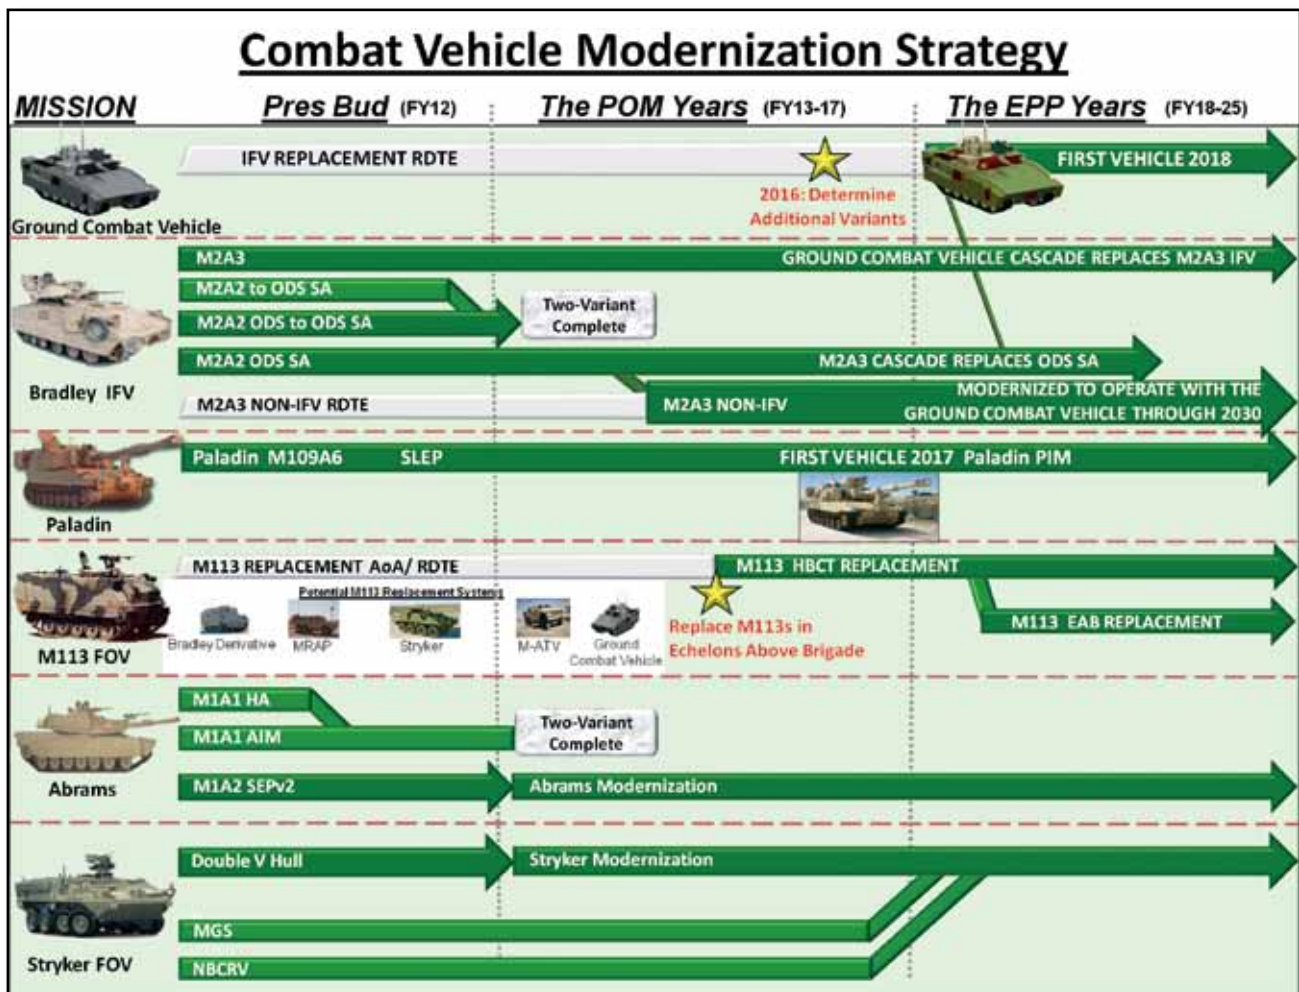 Combat Vehicle Modernization Strategy
MISSION Pres Bud (FY12) The POM Years (FY13-17) The EPP Years (FY18-25)
IFV REPLACEMENT RDTE
FIRST VEHICLE 2018
2016: Determine
Additional Variants
Ground Combat Vehicle
M2A3
GROUND COMBAT VEHICLE CASCADE REPLACES M2A3 IFV
M2A2 to ODS SA
M2A2 ODS to ODS SA
Two-Variant
Complete
M2A2 ODS SA
M2A3 CASCADE REPLACES ODS SA
Bradley IFV
M2A3 NON-IFV RDTE
M2A3 NON-IFV
MODERNIZED TO OPERATE WITH THE
GROUND COMBAT VEHICLE THROUGH 2030
Paladin M109A6 SLEP
FIRST VEHICLE 2017 Paladin PIM
Paladin
M113 REPLACEMENT AoA/ RDTE
M113 HBCT REPLACEMENT
Potential M113 Replacement Systems
Bradley Derivative
MRAP
Stryker
M-ATV
Ground
Combat Vehicle
Replace M113s in
Echelons Above Brigade
M113 EAB REPLACEMENT
M113 FOV
M1A1 HA
M1A1 AIM
Two-Variant
Complete
M1A2 SEPv2
Abrams Modernization
Abrams
Double V Hull
Stryker Modernization
MGS
NBCRV
Stryker FOV